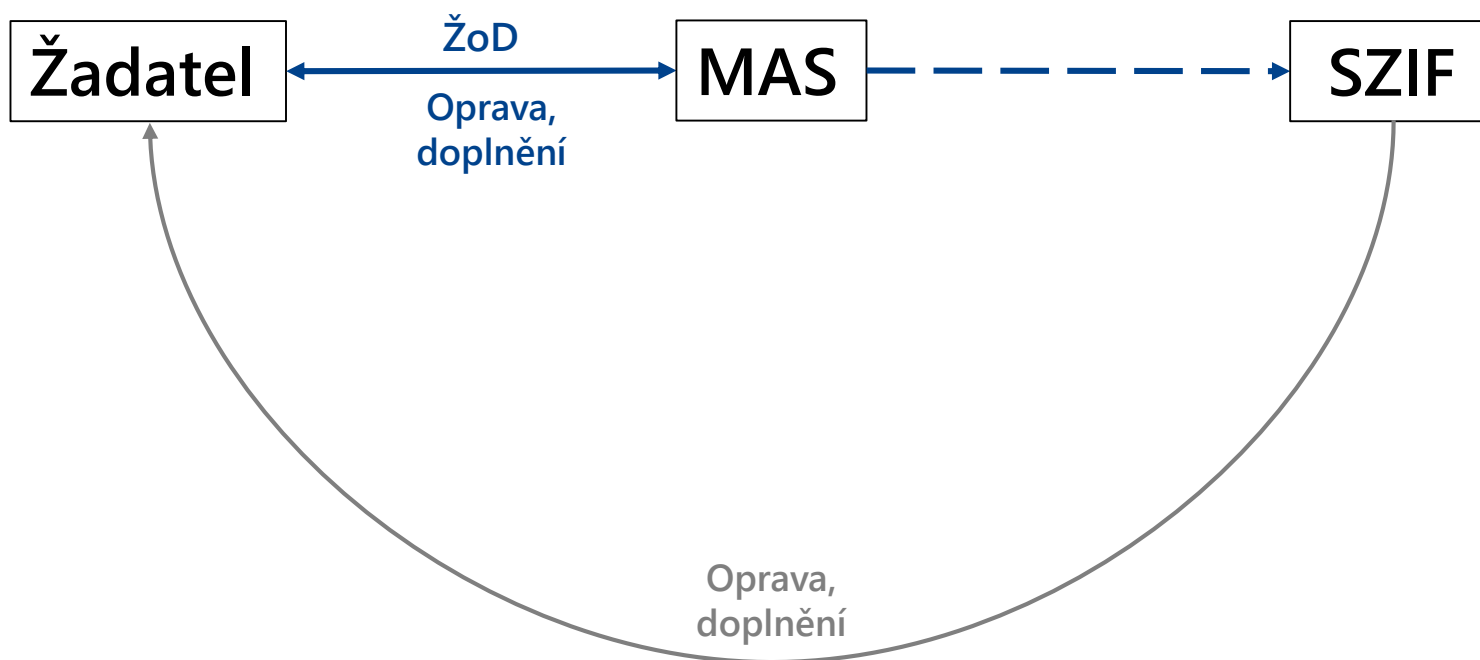 Žadatel
ŽoD
Oprava,
doplnění
MAS
SZIF
Oprava,
doplnění